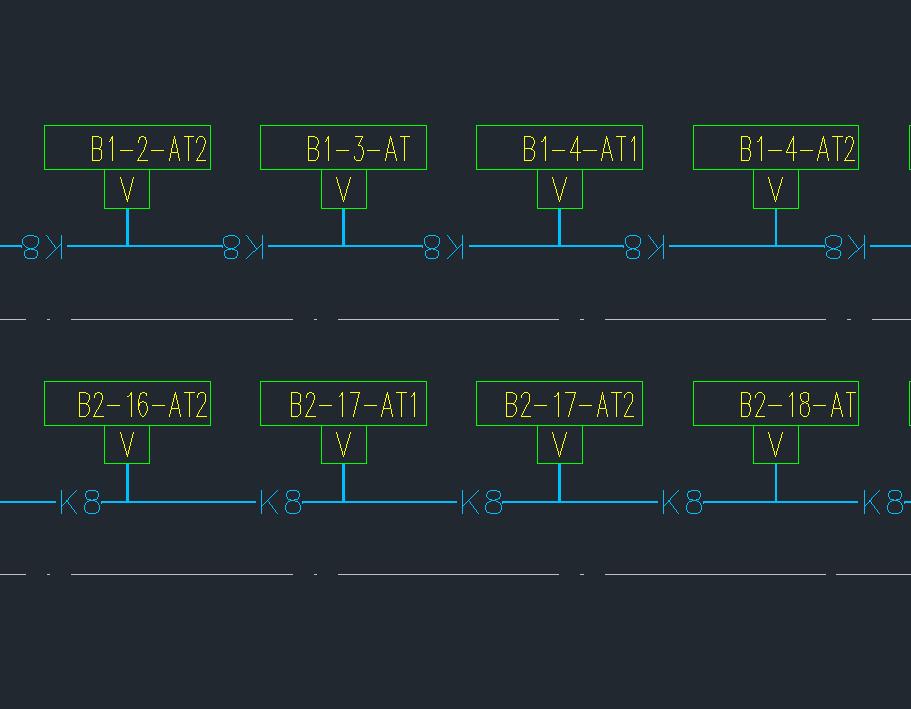 B1-2-AT2 B1-3-AT B1-4-AT1 B1-4-AT2
V V V V
K8 K8 K8 K8 K8
B2-16-AT2 B2-17-AT1 B2-17-AT2 B2-18-AT
V V V V
K8 K8 K8 K8 K8